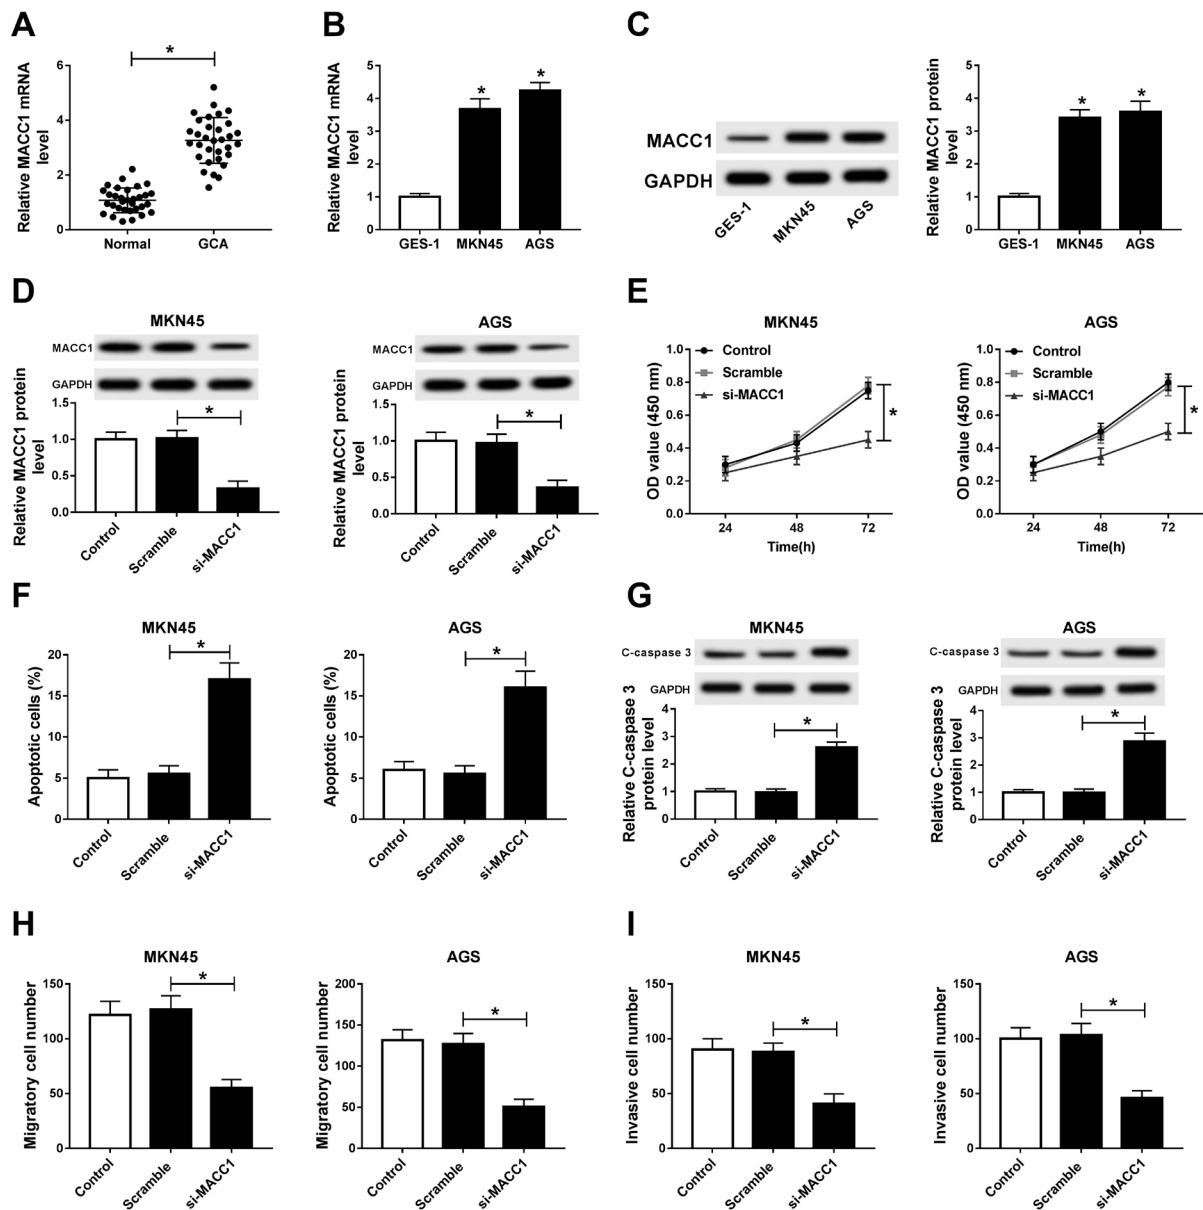 A
Relative MACC1 mRNA
level
6
4
2
0
*
Normal
GCA
B
Relative MACC1 mRNA
level
5
4
3
2
1
0
*
*
GES-1
MKN45
AGS
C
MACC1
GAPDH
GES-1
MKN45
AGS
Relative MACC1 protein
level
5
4
3
2
1
0
*
*
GES-1
MKN45
AGS
D
MKN45
MACC1
GAPDH
Relative MACC1 protein
level
1.5
1.0
0.5
0.0
*
Control
Scramble
si-MACC1
AGS
MACC1
GAPDH
Relative MACC1 protein
level
1.5
1.0
0.5
0.0
*
Control
Scramble
si-MACC1
E
MKN45
OD value (450 nm)
1.0
0.8
0.6
0.4
0.2
0.0
Control
Scramble
si-MACC1
*
24
48
72
Time(h)
AGS
OD value (450 nm)
1.0
0.8
0.6
0.4
0.2
0.0
Control
Scramble
si-MACC1
*
24
48
72
Time(h)
F
MKN45
Apoptotic cells (%)
20
15
10
5
0
*
Control
Scramble
si-MACC1
AGS
Apoptotic cells (%)
20
15
10
5
0
*
Control
Scramble
si-MACC1
G
MKN45
C-caspase 3
GAPDH
Relative C-caspase 3
protein level
4
3
2
1
0
*
Control
Scramble
si-MACC1
AGS
C-caspase 3
GAPDH
Relative C-caspase 3
protein level
4
3
2
1
0
*
Control
Scramble
si-MACC1
H
MKN45
Migratory cell number
150
100
50
0
*
Control
Scramble
si-MACC1
AGS
Migratory cell number
200
150
100
50
0
*
Control
Scramble
si-MACC1
I
MKN45
Invasive cell number
150
100
50
0
*
Control
Scramble
si-MACC1
AGS
Invasive cell number
150
100
50
0
*
Control
Scramble
si-MACC1